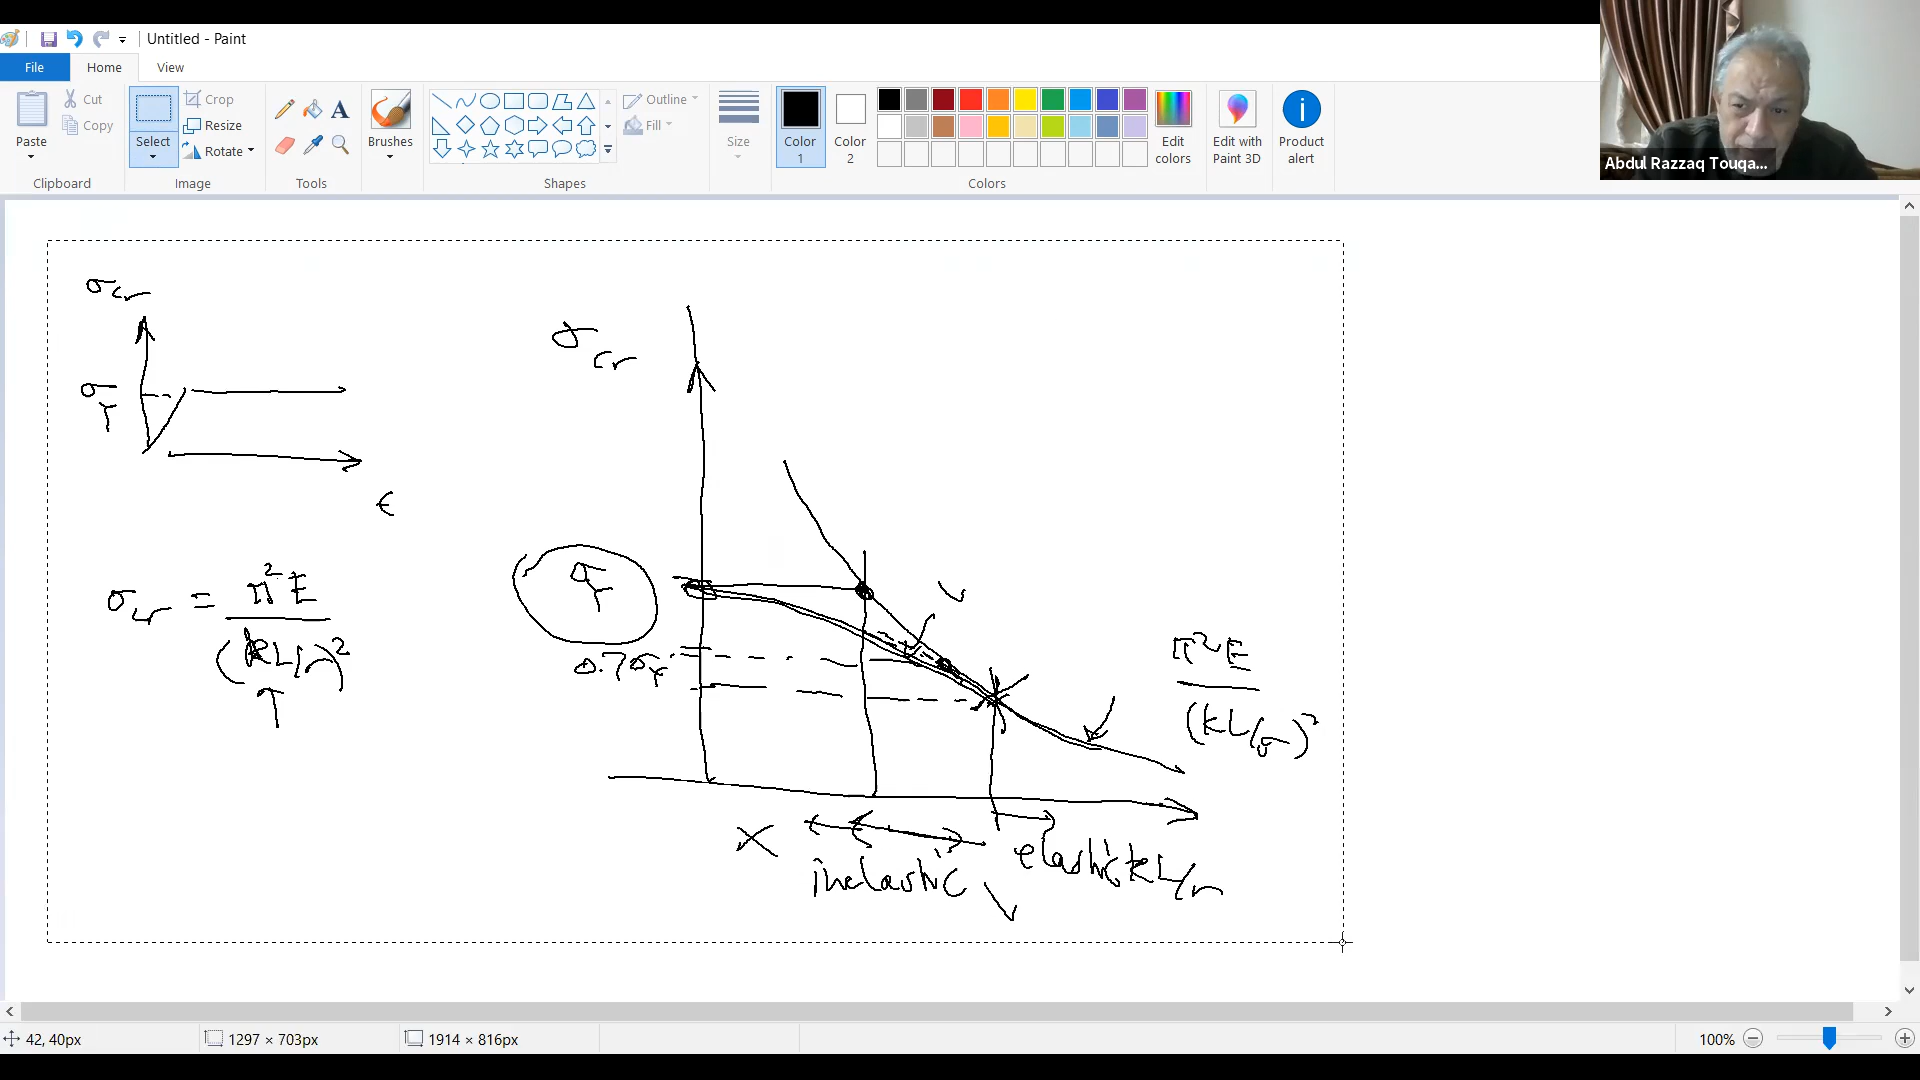 Untitled - Paint
File
Home
View
Paste
Cut
Copy
Clipboard
Select
Crop
Resize
Rotate
Image
Tools
Brushes
Shapes
Outline
Fill
Size
Color 1
Color 2
Colors
Edit colors
Edit with Paint 3D
Product alert
Abdul Razzaq Touqa...
σcr
σY
ε
σcr = π²E / (kL/r)²
σcr
σY
0.7σY
π²E / (kL/r)²
inelastic
elastic
kL/r
42, 40px
1297 × 703px
1914 × 816px
100%